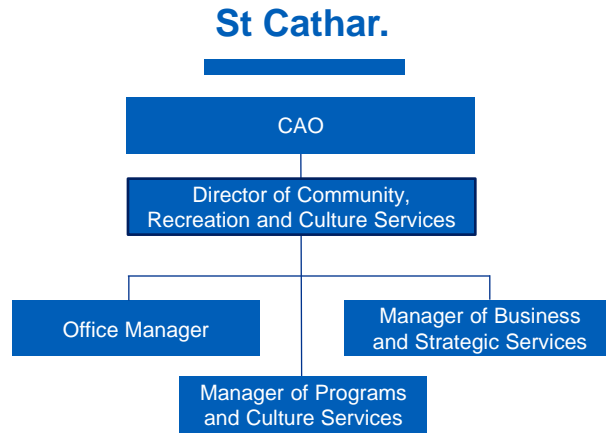 St Cathar.
CAO
Director of Community,
Recreation and Culture Services
Office Manager
Manager of Business
and Strategic Services
Manager of Programs
and Culture Services